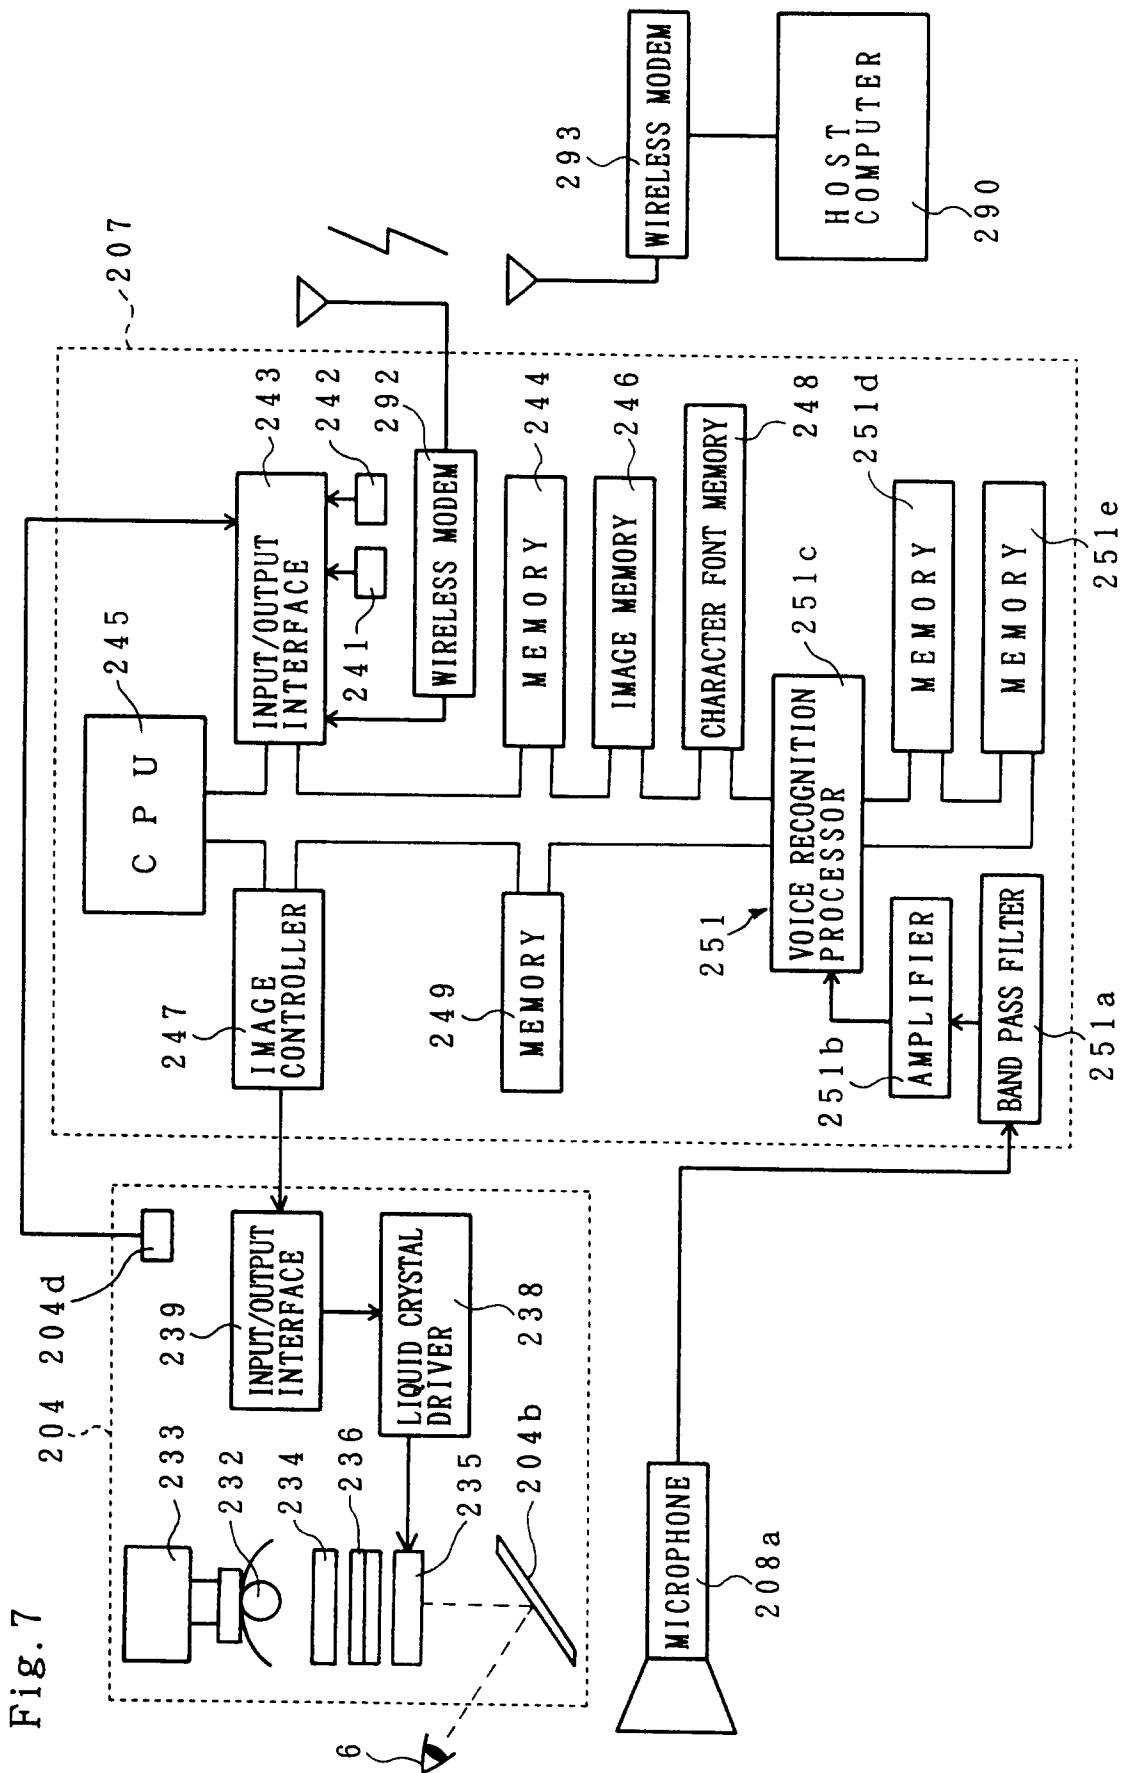 Fig. 7
204
233
232
234
236
235
204b
6
204d
239
INPUT/OUTPUT
INTERFACE
LIQUID CRYSTAL
DRIVER
238
MICROPHONE
208a
207
245
C P U
247
IMAGE
CONTROLLER
INPUT/OUTPUT
INTERFACE
243
242
241
292
WIRELESS MODEM
249
MEMORY
MEMORY
244
IMAGE MEMORY
246
CHARACTER FONT MEMORY
248
251
VOICE RECOGNITION
PROCESSOR
251c
251b
AMPLIFIER
BAND PASS FILTER
251a
MEMORY
251d
MEMORY
251e
293
WIRELESS MODEM
HOST
COMPUTER
290